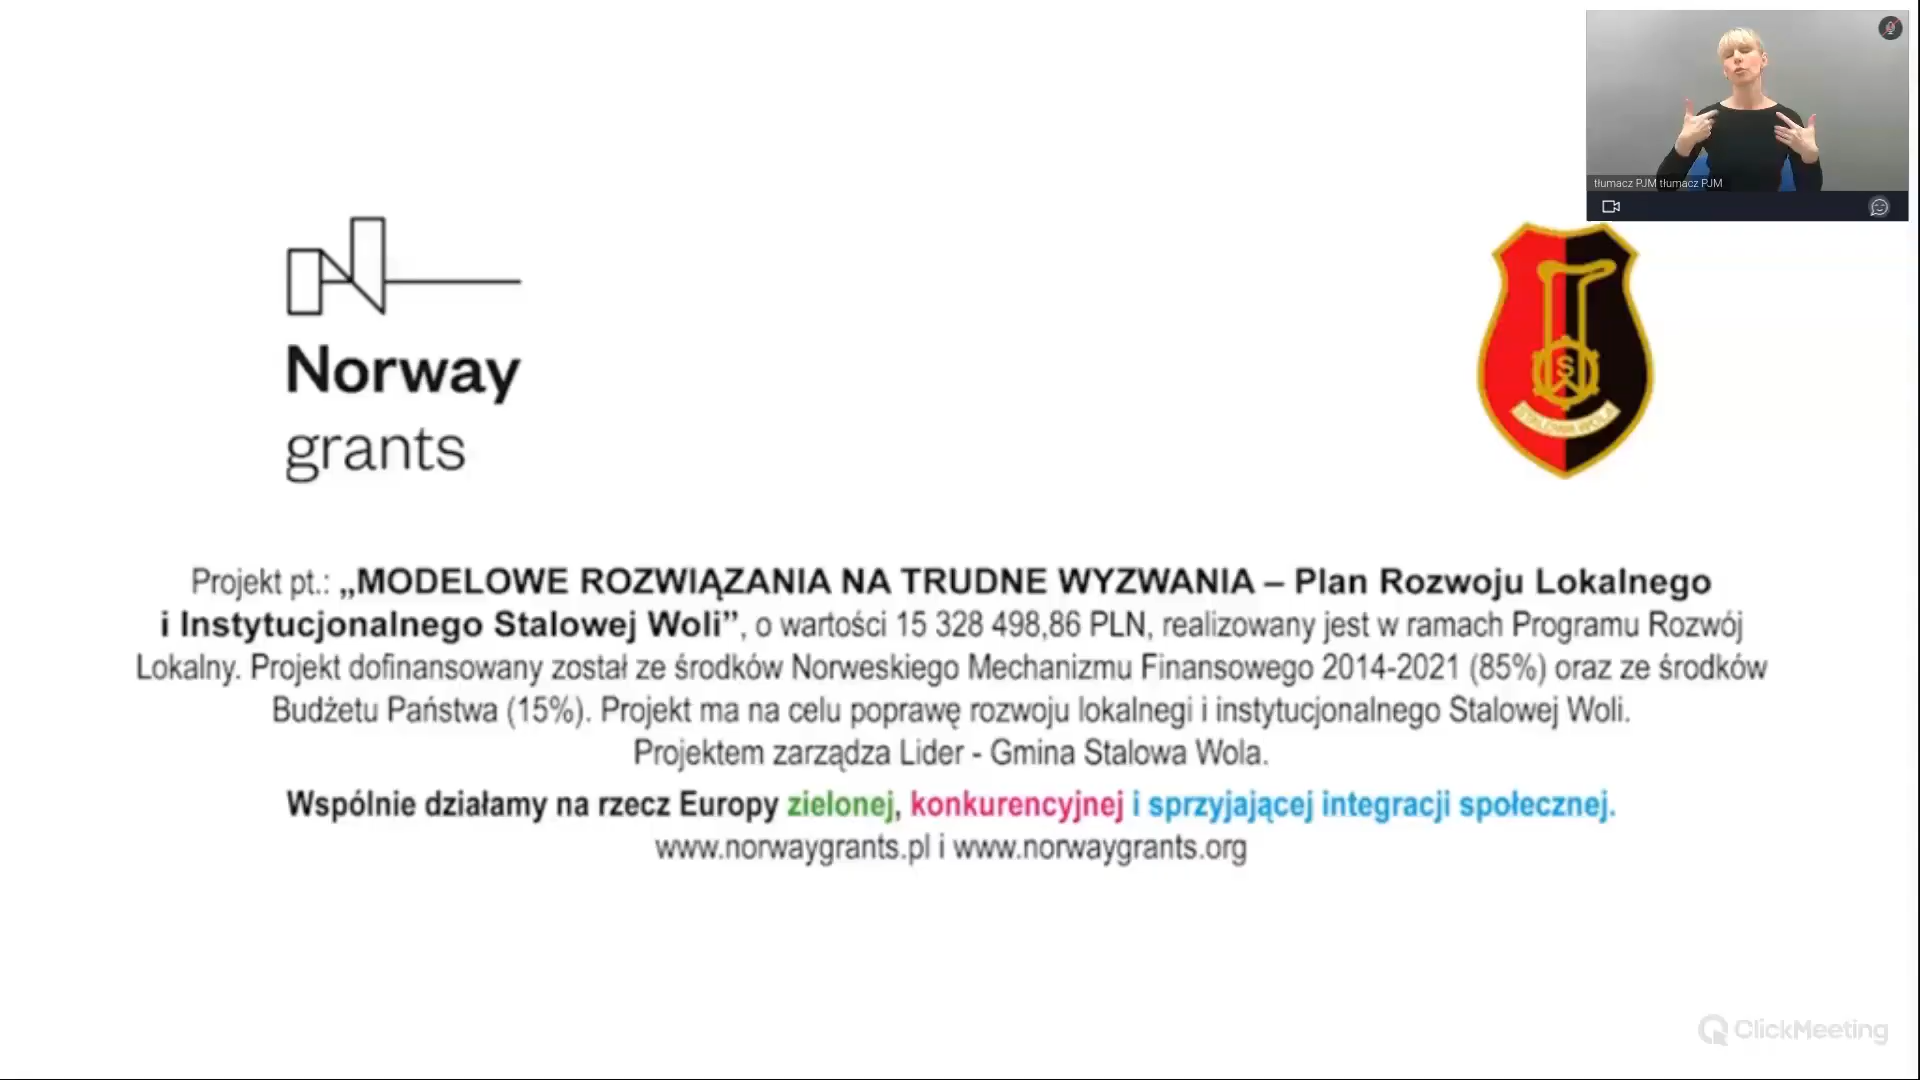 tłumacz PJM tłumacz PJM
Norway
grants
S
STALOWA WOLA
Projekt pt.: „MODELOWE ROZWIĄZANIA NA TRUDNE WYZWANIA – Plan Rozwoju Lokalnego
i Instytucjonalnego Stalowej Woli”, o wartości 15 328 498,86 PLN, realizowany jest w ramach Programu Rozwój
Lokalny. Projekt dofinansowany został ze środków Norweskiego Mechanizmu Finansowego 2014-2021 (85%) oraz ze środków
Budżetu Państwa (15%). Projekt ma na celu poprawę rozwoju lokalnegi i instytucjonalnego Stalowej Woli.
Projektem zarządza Lider - Gmina Stalowa Wola.
Wspólnie działamy na rzecz Europy zielonej, konkurencyjnej i sprzyjającej integracji społecznej.
www.norwaygrants.pl i www.norwaygrants.org
ClickMeeting